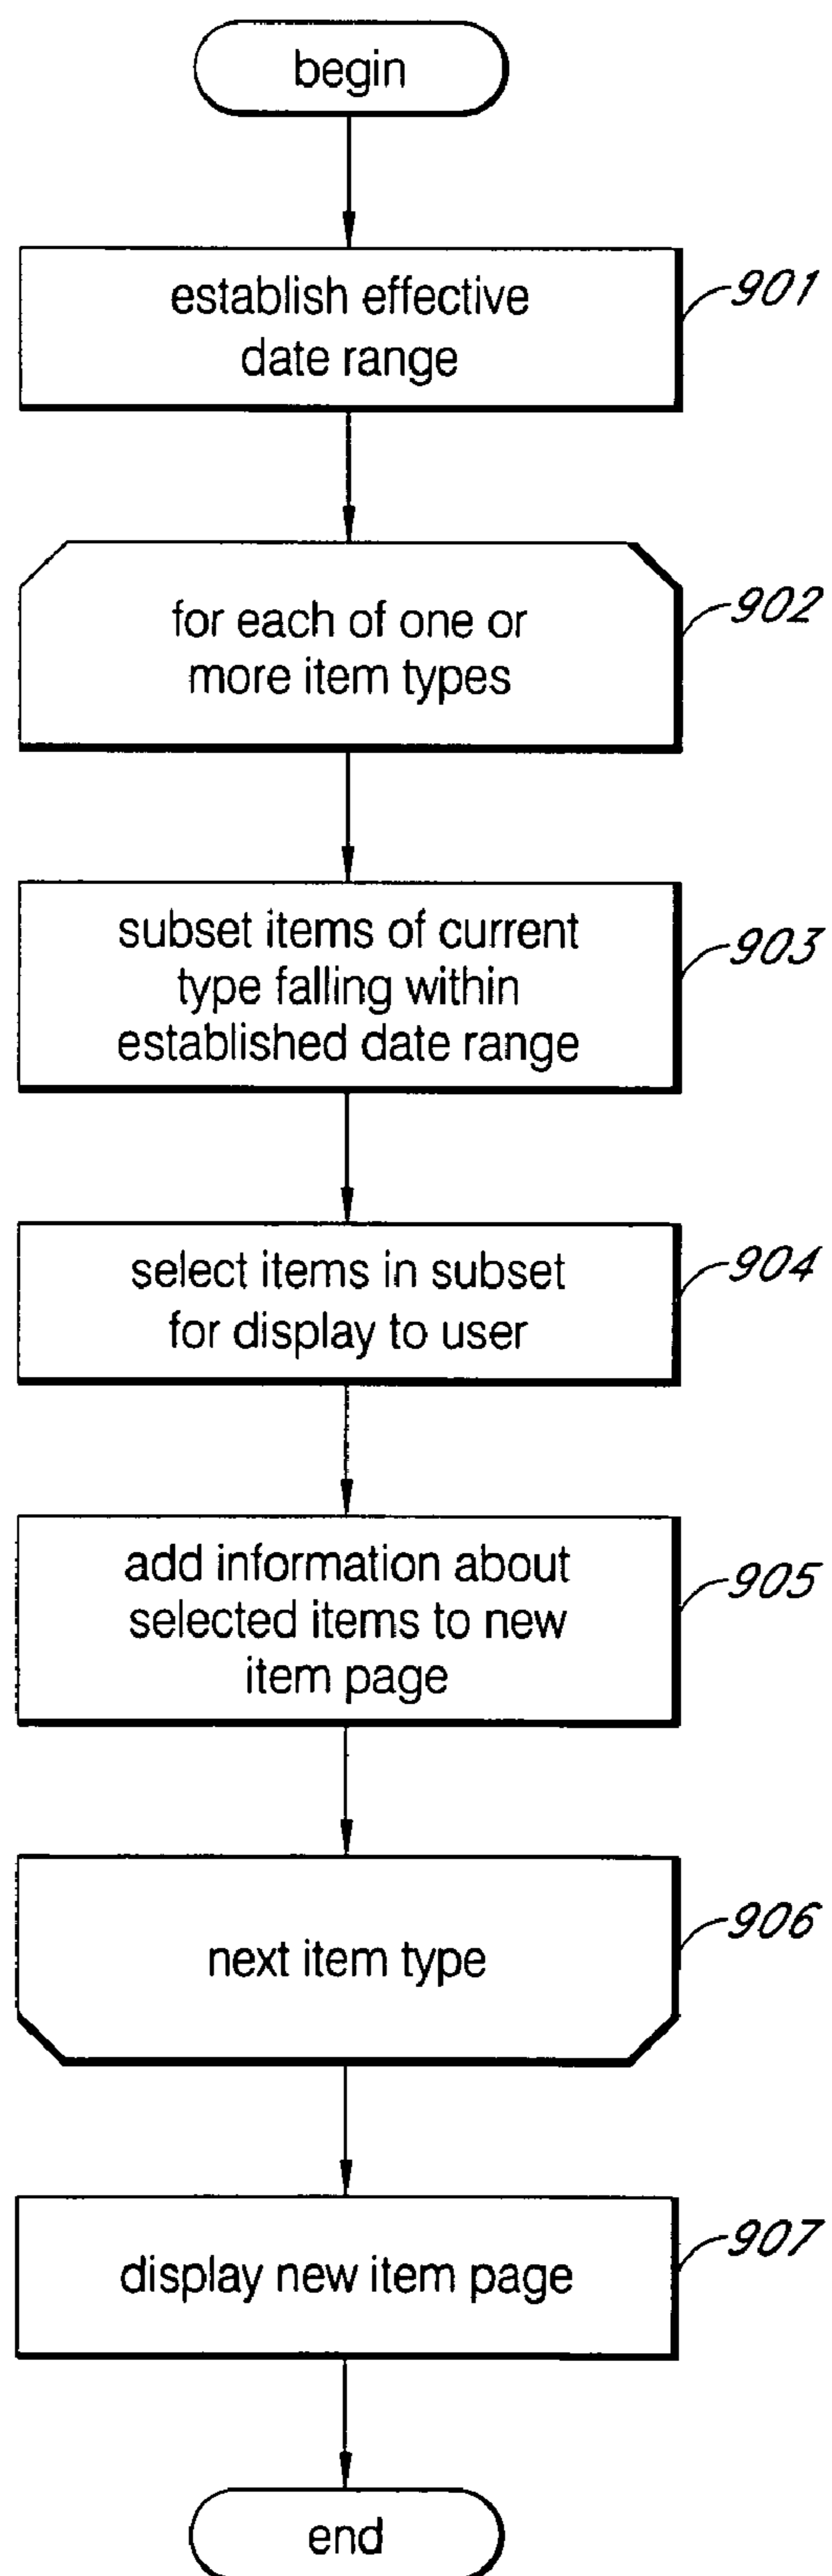 begin
establish effective
date range
901
for each of one or
more item types
902
subset items of current
type falling within
established date range
903
select items in subset
for display to user
904
add information about
selected items to new
item page
905
next item type
906
display new item page
907
end